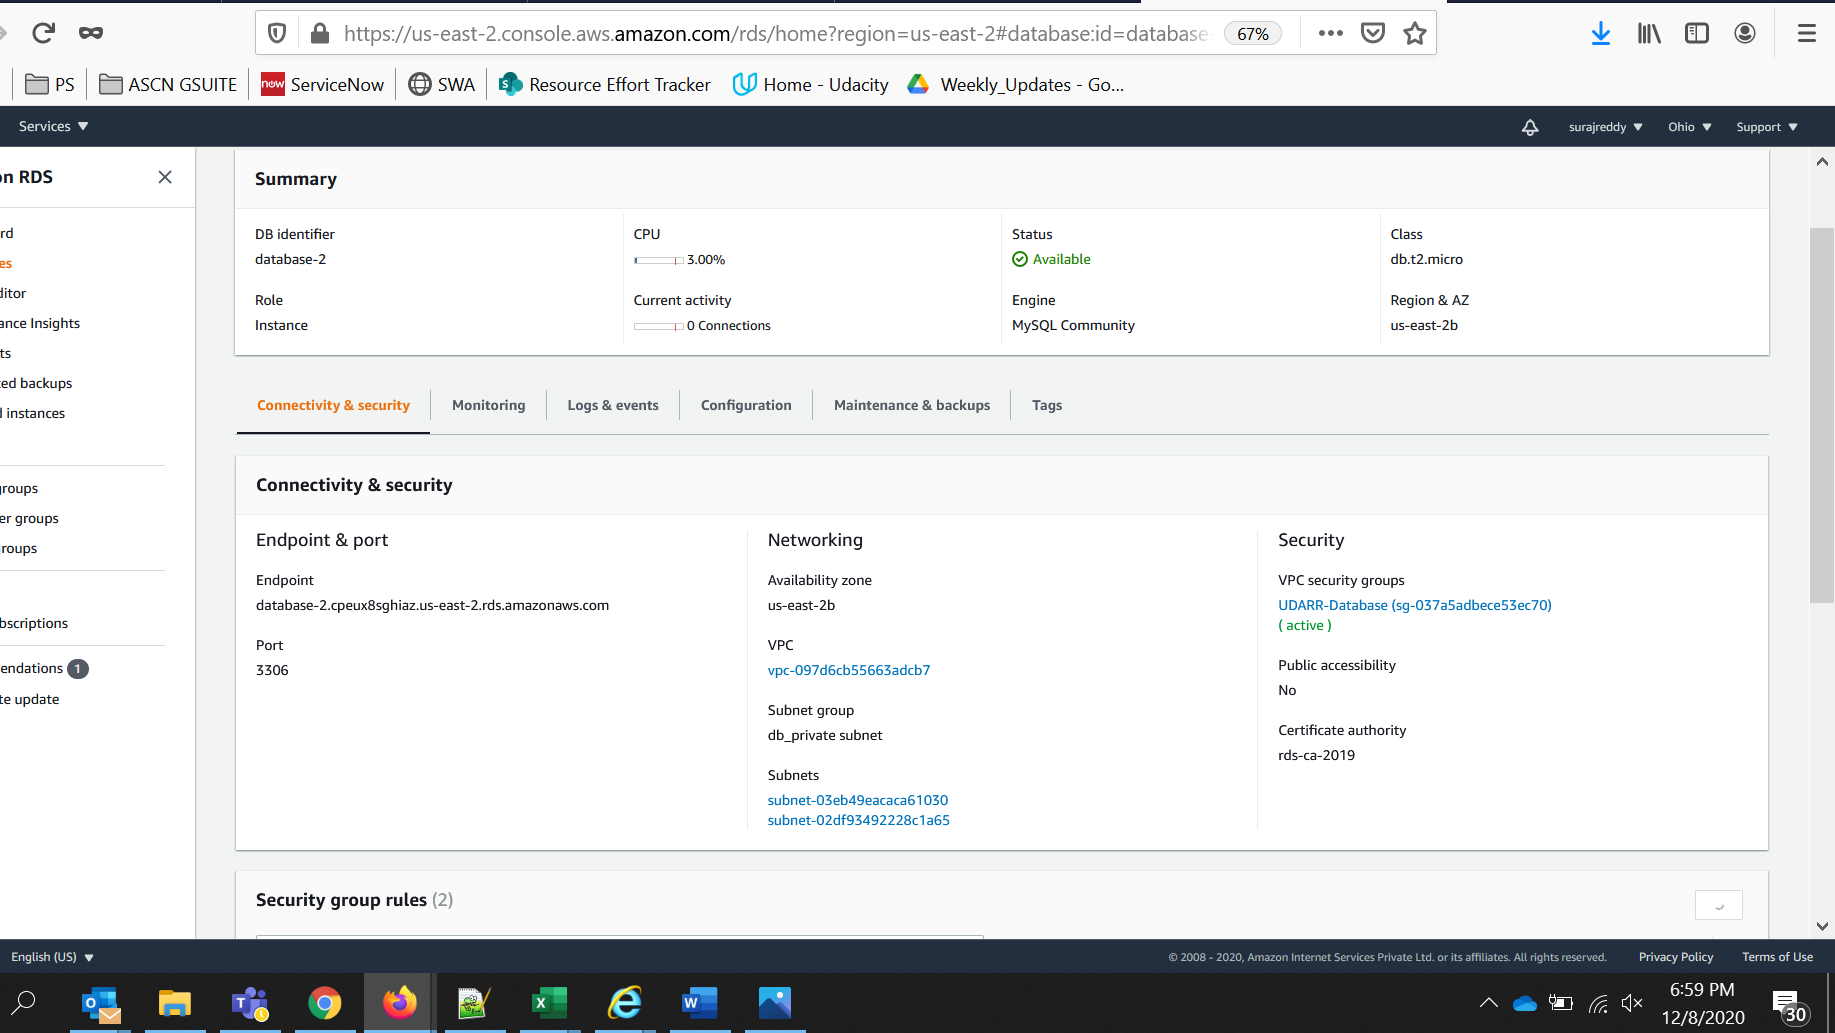 https://us-east-2.console.aws.amazon.com/rds/home?region=us-east-2#database:id=database-
67%
PS
ASCN GSUITE
now
ServiceNow
SWA
Resource Effort Tracker
Home - Udacity
Weekly_Updates - Go...
Services
surajreddy
Ohio
Support
on RDS
rd
es
ditor
ance Insights
ts
ted backups
d instances
groups
er groups
groups
bscriptions
endations 1
te update
Summary
DB identifier
database-2
CPU
3.00%
Status
Available
Class
db.t2.micro
Role
Instance
Current activity
0 Connections
Engine
MySQL Community
Region & AZ
us-east-2b
Connectivity & security
Monitoring
Logs & events
Configuration
Maintenance & backups
Tags
Connectivity & security
Endpoint & port
Endpoint
database-2.cpeux8sghiaz.us-east-2.rds.amazonaws.com
Port
3306
Networking
Availability zone
us-east-2b
VPC
vpc-097d6cb55663adcb7
Subnet group
db_private subnet
Subnets
subnet-03eb49eacaca61030
subnet-02df93492228c1a65
Security
VPC security groups
UDARR-Database (sg-037a5adbece53ec70)
( active )
Public accessibility
No
Certificate authority
rds-ca-2019
Security group rules (2)
English (US)
© 2008 - 2020, Amazon Internet Services Private Ltd. or its affiliates. All rights reserved.
Privacy Policy
Terms of Use
6:59 PM
12/8/2020
30